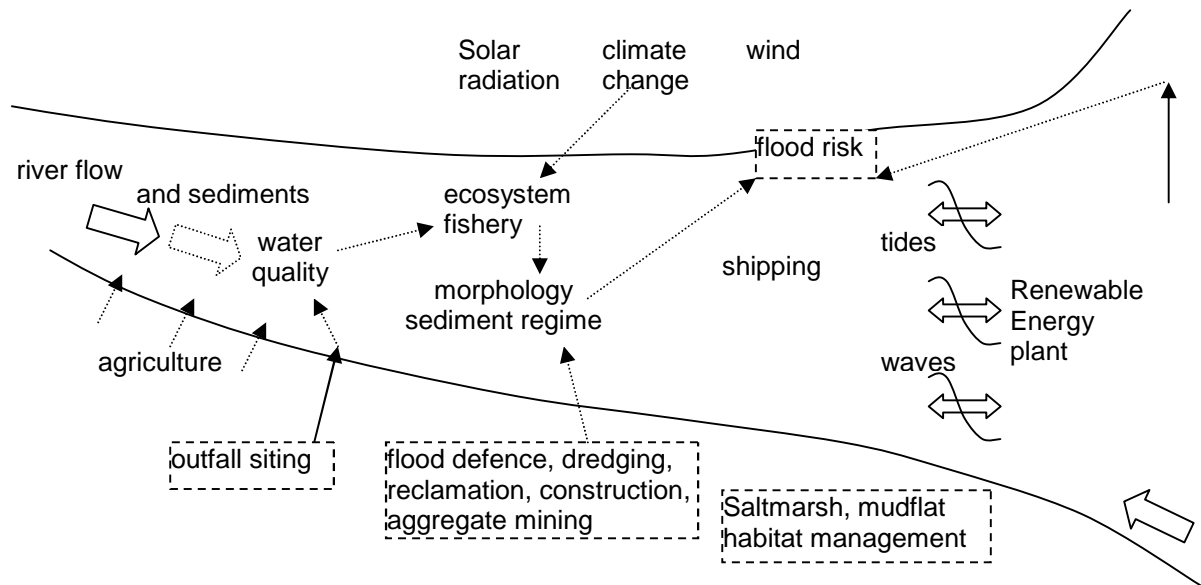 Solar
radiation
climate
change
wind
flood risk
river flow
and sediments
ecosystem
fishery
water
quality
tides
shipping
morphology
sediment regime
Renewable
Energy
plant
agriculture
waves
outfall siting
flood defence, dredging,
reclamation, construction,
aggregate mining
Saltmarsh, mudflat
habitat management